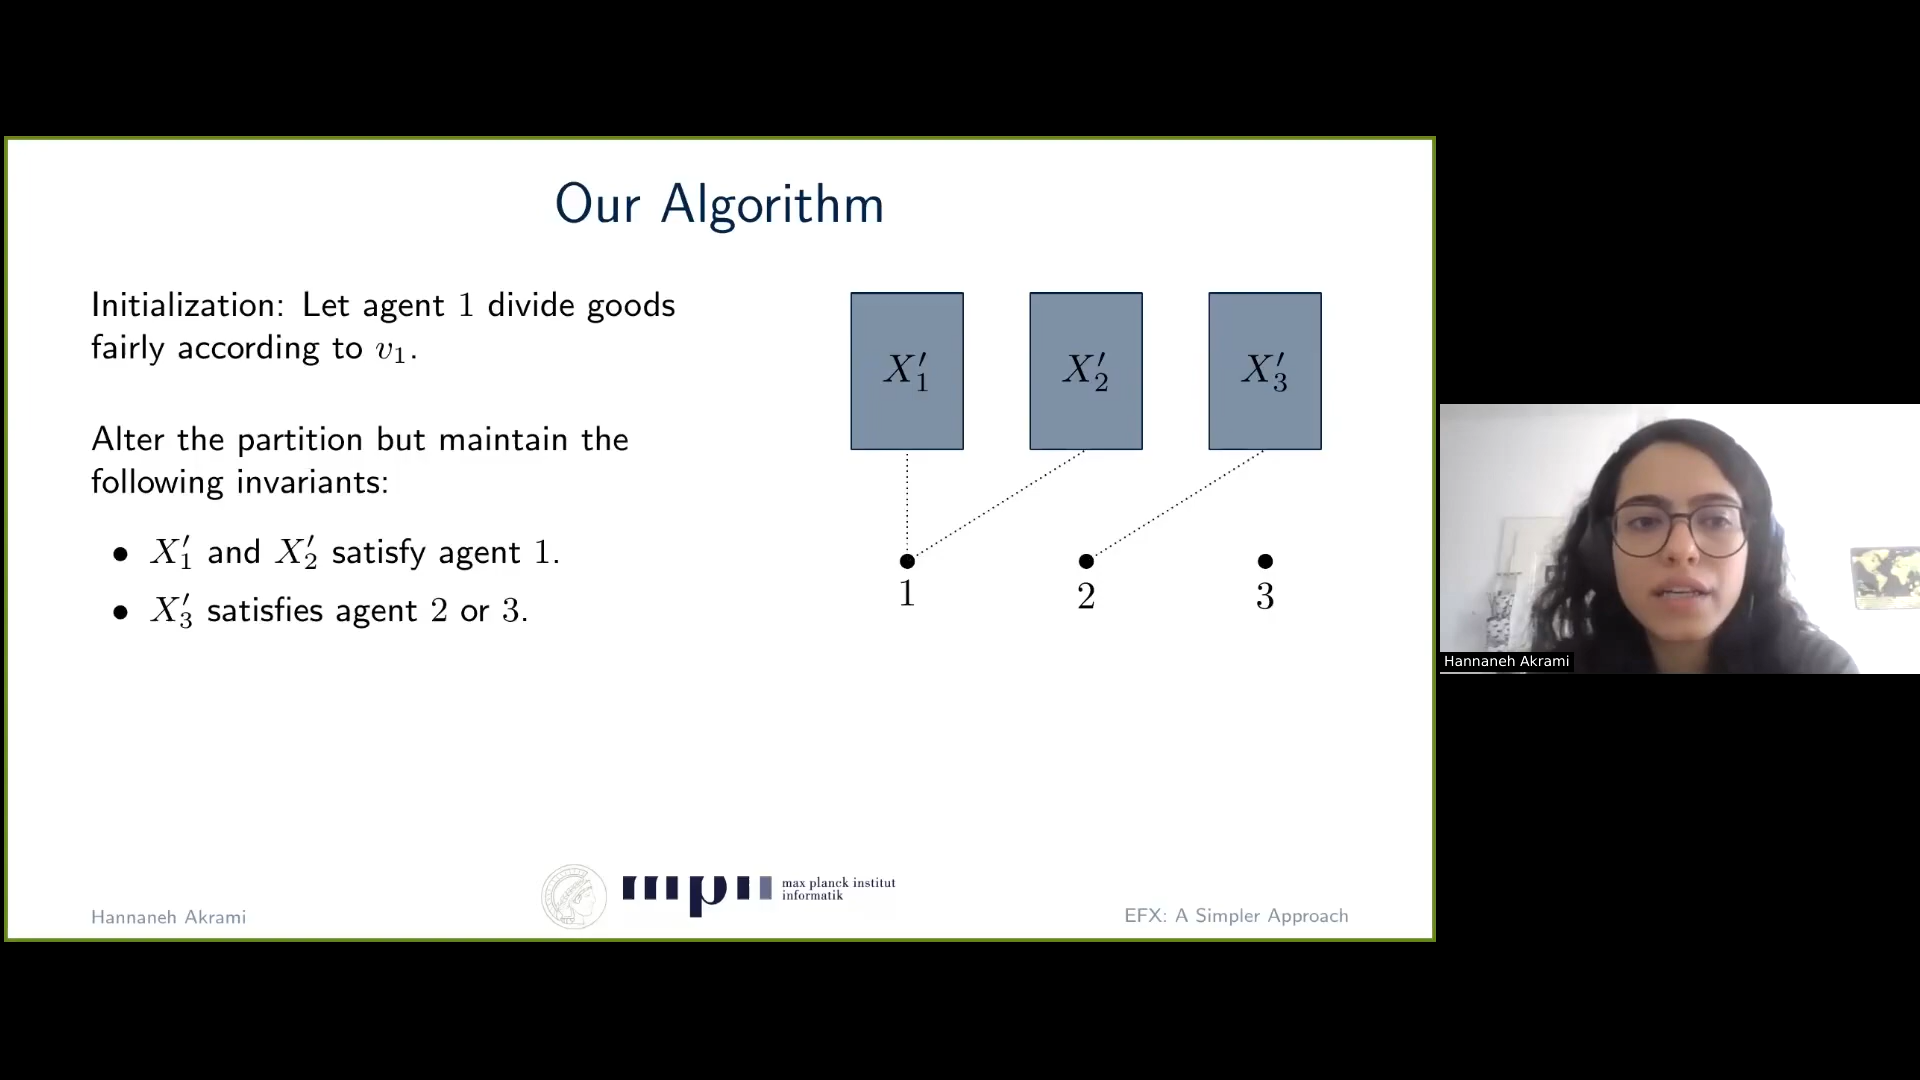 Our Algorithm
Initialization: Let agent 1 divide goods
fairly according to v₁.
Alter the partition but maintain the
following invariants:
• X′₁ and X′₂ satisfy agent 1.
• X′₃ satisfies agent 2 or 3.
X′₁ X′₂ X′₃
1 2 3
Hannaneh Akrami
mpii max planck institut
informatik
EFX: A Simpler Approach
Hannaneh Akrami